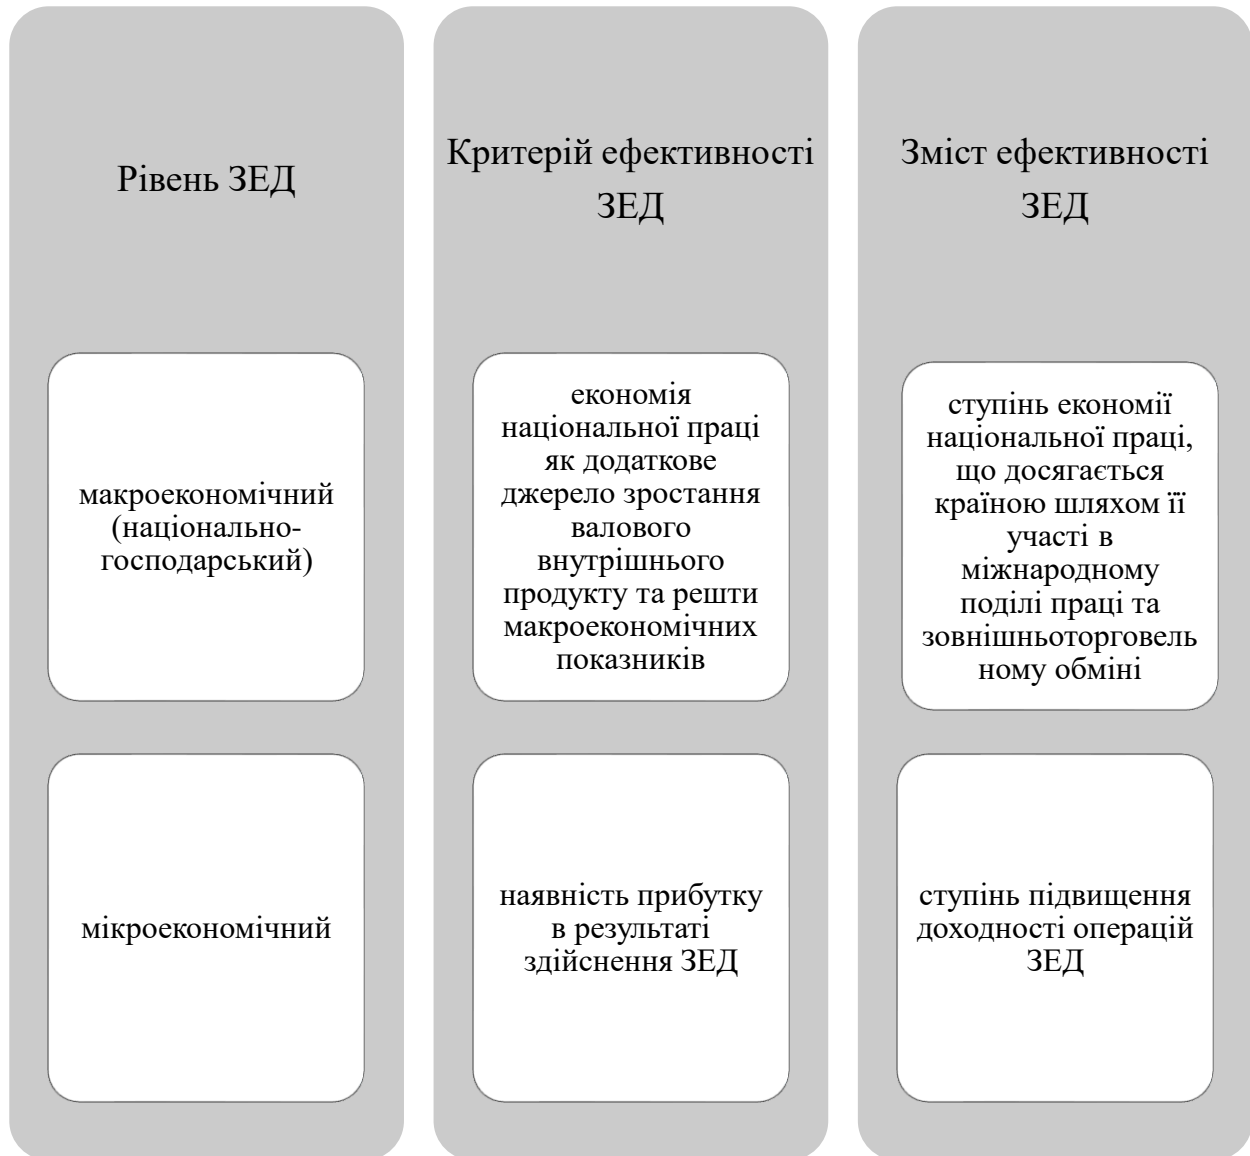 Рівень ЗЕД
Критерій ефективності
ЗЕД
Зміст ефективності
ЗЕД
макроекономічний
(національно-
господарський)
економія
національної праці
як додаткове
джерело зростання
валового
внутрішнього
продукту та решти
макроекономічних
показників
ступінь економії
національної праці,
що досягається
країною шляхом її
участі в
міжнародному
поділі праці та
зовнішньоторговель
ному обміні
мікроекономічний
наявність прибутку
в результаті
здійснення ЗЕД
ступінь підвищення
доходності операцій
ЗЕД